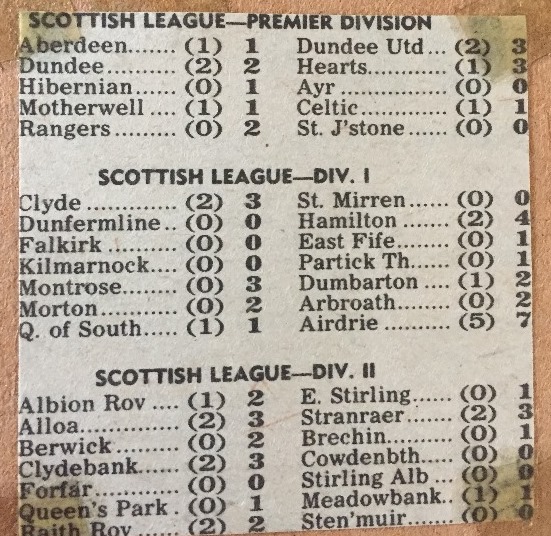 SCOTTISH LEAGUE—PREMIER DIVISION
Aberdeen....... (1) 1 Dundee Utd ... (2) 3
Dundee.......... (2) 2 Hearts............ (1) 3
Hibernian ...... (0) 1 Ayr ................ (0) 0
Motherwell .... (1) 1 Celtic ............. (1) 1
Rangers ......... (0) 2 St. J'stone ...... (0) 0
SCOTTISH LEAGUE—DIV. I
Clyde ............. (2) 3 St. Mirren ...... (0) 0
Dunfermline .. (0) 0 Hamilton ....... (2) 4
Falkirk .......... (0) 0 East Fife........ (0) 1
Kilmarnock.... (0) 0 Partick Th...... (0) 1
Montrose........ (0) 3 Dumbarton .... (1) 2
Morton ........... (0) 2 Arbroath ....... (0) 2
Q. of South..... (1) 1 Airdrie .......... (5) 7
SCOTTISH LEAGUE—DIV. II
Albion Rov .... (1) 2 E. Stirling...... (0) 1
Alloa.............. (2) 3 Stranraer ....... (2) 3
Berwick ......... (0) 2 Brechin .......... (0) 1
Clydebank...... (2) 3 Cowdenbth .... (0) 0
Forfar............ (0) 0 Stirling Alb ... (0) 0
Queen's Park . (0) 1 Meadowbank.. (1) 1
Raith Rov ...... (2) 2 Sten'muir....... (0) 0